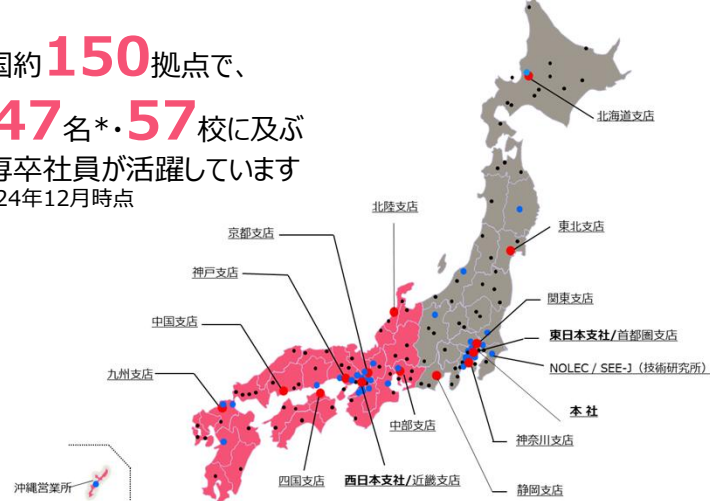 国約150拠点で、
47名*・57校に及ぶ
専卒社員が活躍しています
24年12月時点
北海道支店
北陸支店
京都支店
東北支店
神戸支店
関東支店
中国支店
東日本支社/首都圏支店
九州支店
NOLEC / SEE-J（技術研究所）
本 社
中部支店
神奈川支店
四国支店
西日本支社/近畿支店
静岡支店
沖縄営業所